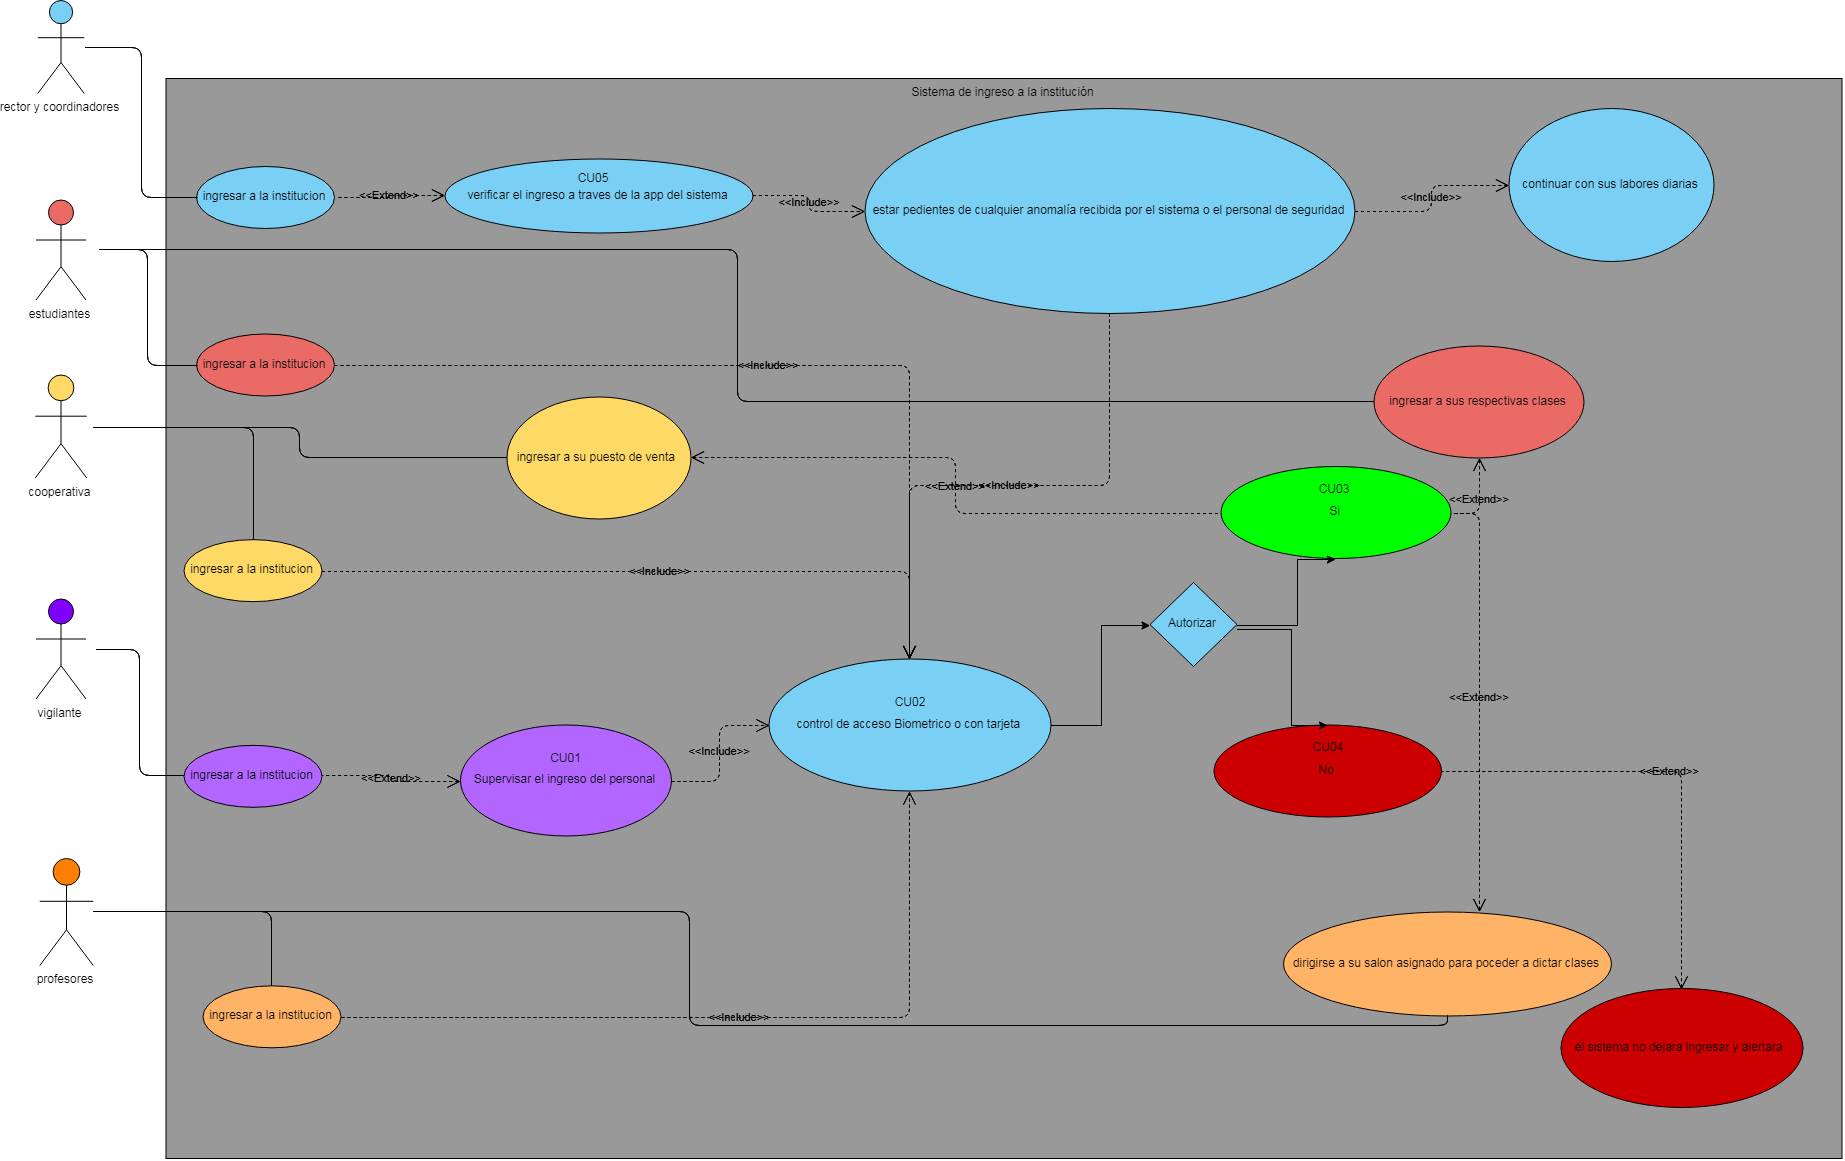 Sistema de ingreso a la institución
rector y coordinadores
ingresar a la institucion
<<Extend>>
CU05
verificar el ingreso a traves de la app del sistema
<<Include>>
estar pedientes de cualquier anomalía recibida por el sistema o el personal de seguridad
<<Include>>
continuar con sus labores diarias
estudiantes
ingresar a la institucion
<<Include>>
ingresar a sus respectivas clases
cooperativa
ingresar a su puesto de venta
<<Extend>>
<<Include>>
CU03
Si
<<Extend>>
ingresar a la institucion
<<Include>>
Autorizar
vigilante
<<Extend>>
CU02
control de acceso Biometrico o con tarjeta
<<Include>>
ingresar a la institucion
<<Extend>>
CU01
Supervisar el ingreso del personal
CU04
No
<<Extend>>
profesores
dirigirse a su salon asignado para poceder a dictar clases
ingresar a la institucion
<<Include>>
el sistema no dejara ingresar y alertara